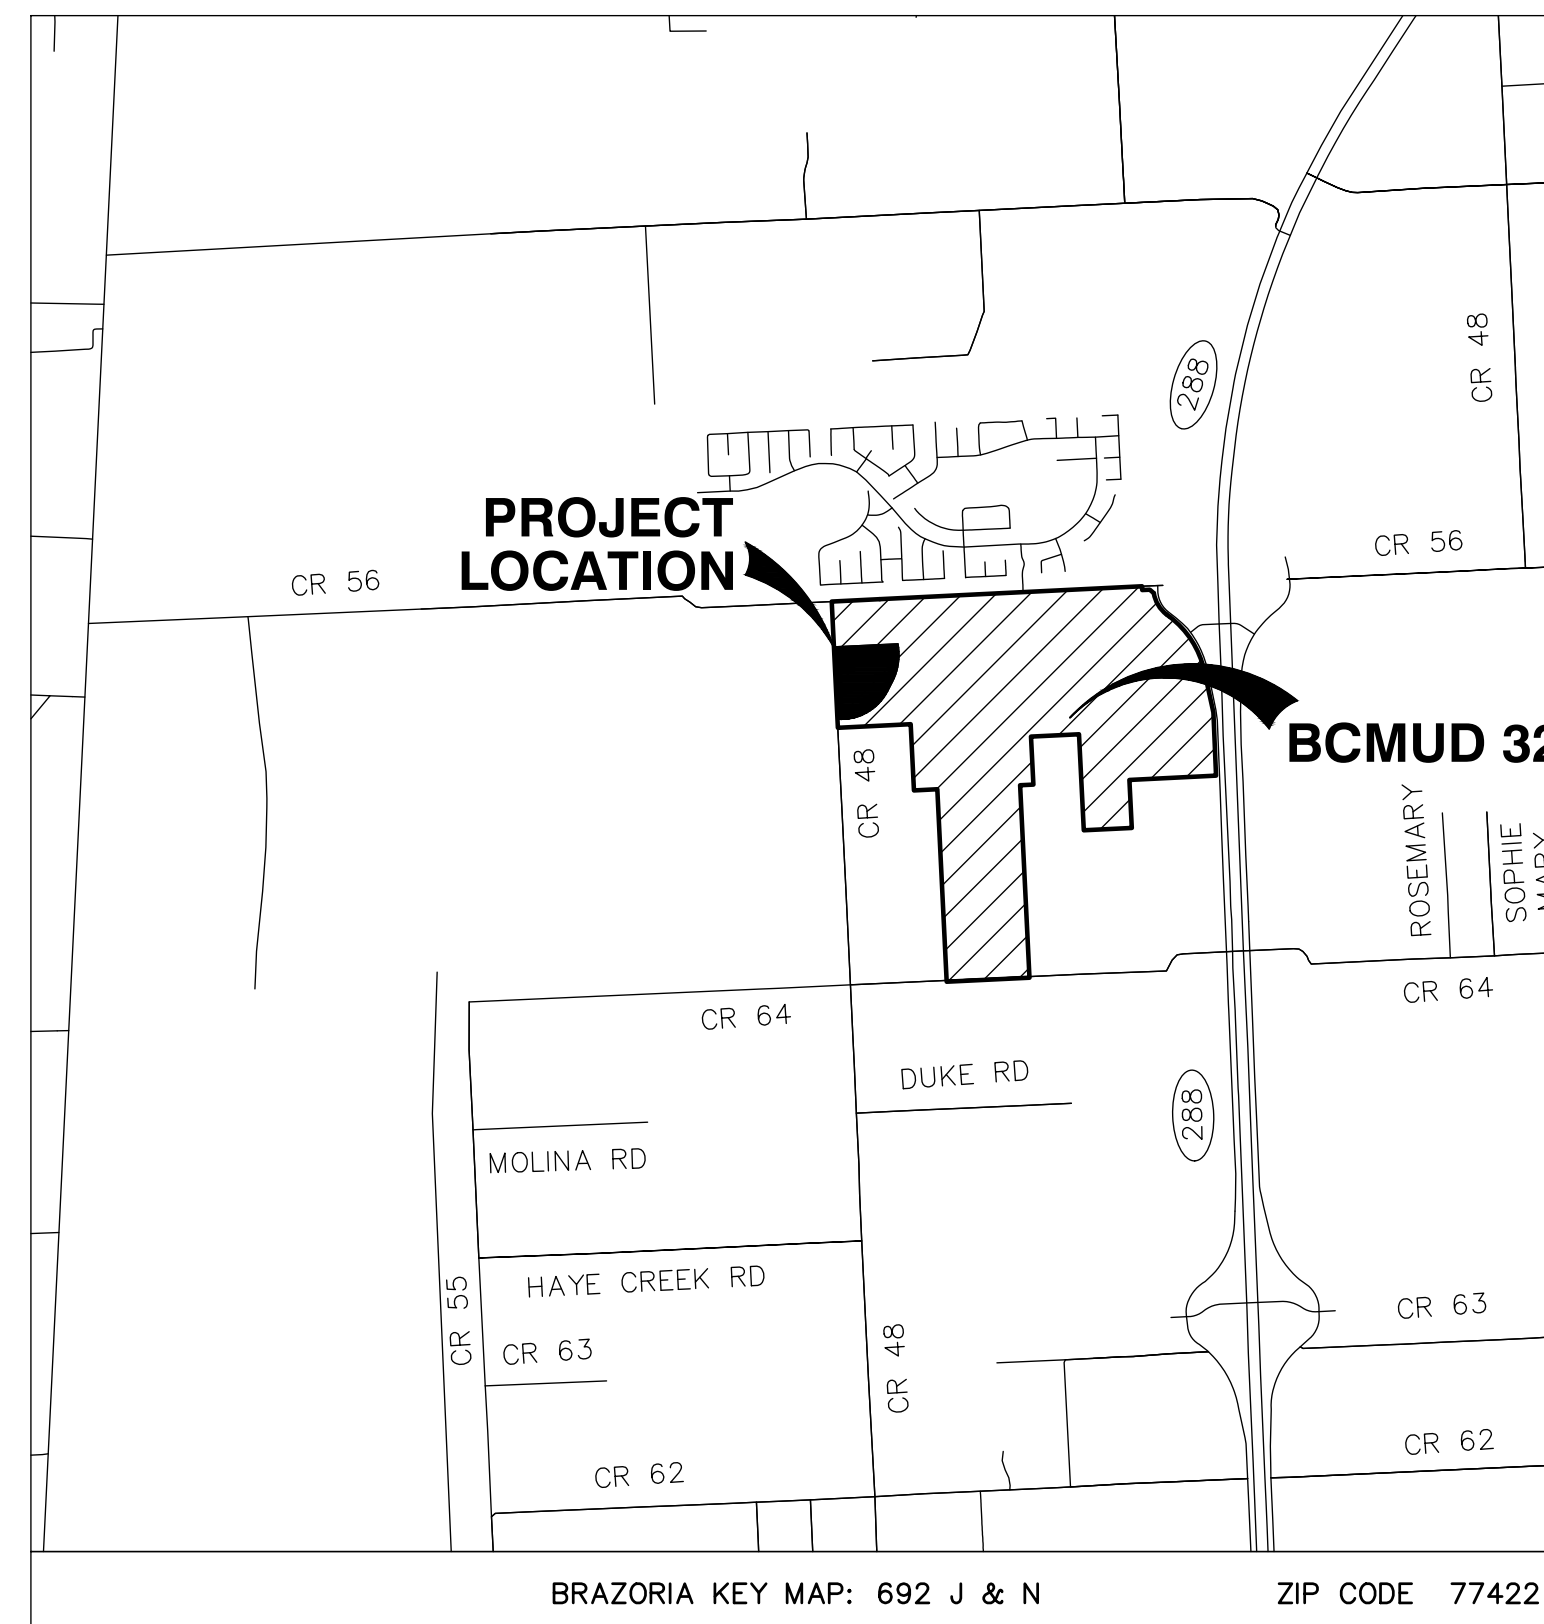 288
CR 48
PROJECT
LOCATION
CR 56
CR 56
BCMUD 32
CR 48
ROSEMARY
SOPHIE
MARY
CR 64
CR 64
DUKE RD
288
MOLINA RD
HAYE CREEK RD
CR 55
CR 63
CR 63
CR 48
CR 62
CR 62
BRAZORIA KEY MAP: 692 J & N
ZIP CODE 77422